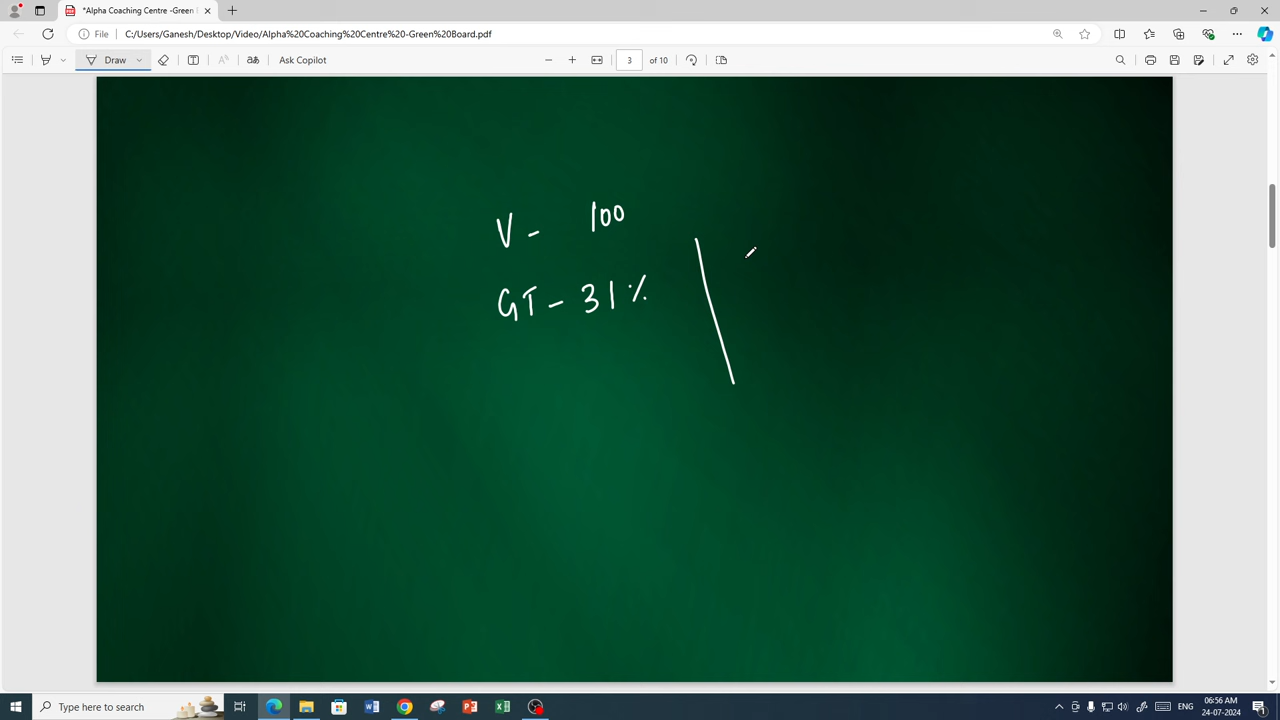 *Alpha Coaching Centre -Green
File
C:/Users/Ganesh/Desktop/Video/Alpha%20Coaching%20Centre%20-Green%20Board.pdf
Draw
Ask Copilot
3 of 10
V - 100
GT - 31 %
Type here to search
ENG
06:56 AM
24-07-2024